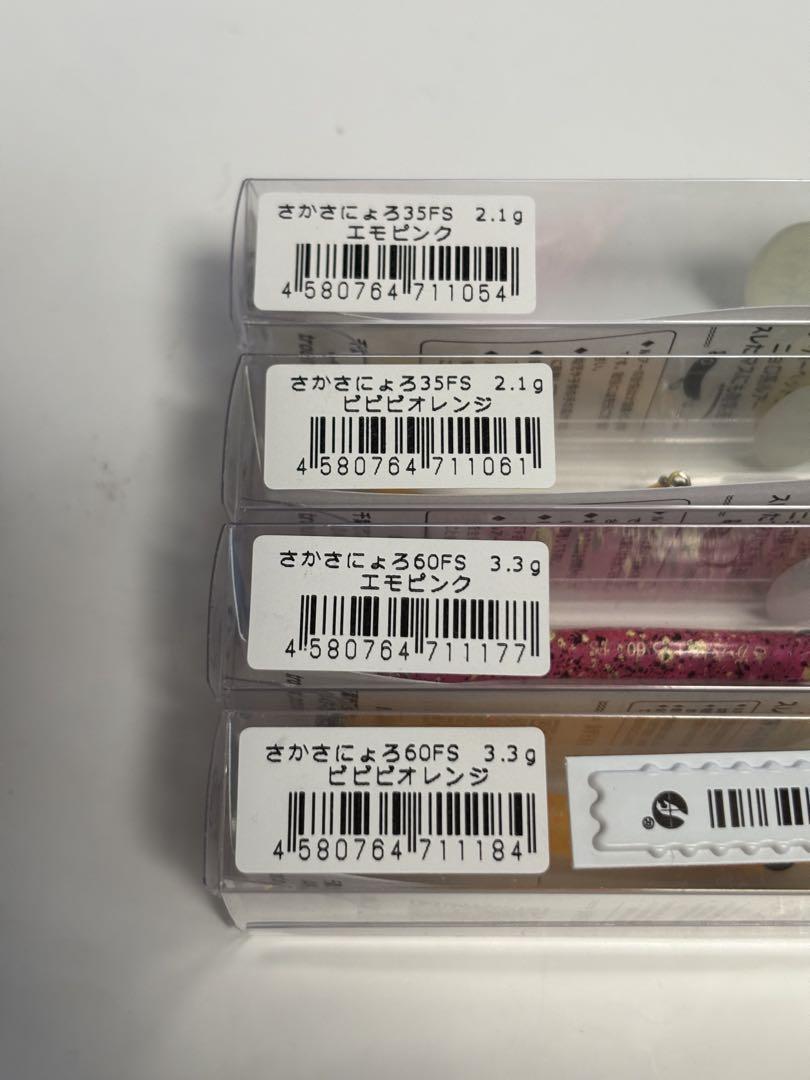 さかさにょろ35FS 2.1g
エモピンク
4 580764 711054
さかさにょろ35FS 2.1g
ビビビオレンジ
4 580764 711061
さかさにょろ60FS 3.3g
エモピンク
4 580764 711177
さかさにょろ60FS 3.3g
ビビビオレンジ
4 580764 711184
®